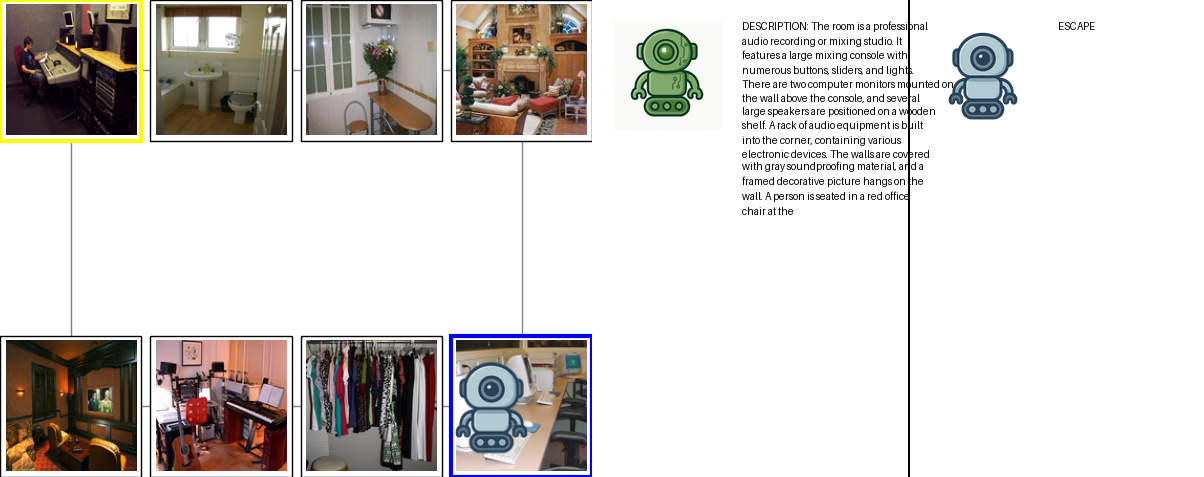 DESCRIPTION: The room is a professional
audio recording or mixing studio. It
features a large mixing console with
numerous buttons, sliders, and lights.
There are two computer monitors mounted on
the wall above the console, and several
large speakers are positioned on a wooden
shelf. A rack of audio equipment is built
into the corner, containing various
electronic devices. The walls are covered
with gray soundproofing material, and a
framed decorative picture hangs on the
wall. A person is seated in a red office
chair at the
ESCAPE